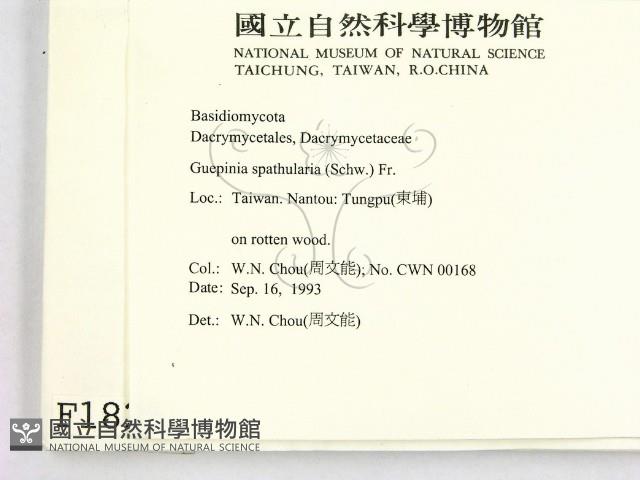 國立自然科學博物館
NATIONAL MUSEUM OF NATURAL SCIENCE
TAICHUNG, TAIWAN, R.O.CHINA
Basidiomycota
Dacrymycetales, Dacrymycetaceae
Guepinia spathularia (Schw.) Fr.
Loc.: Taiwan. Nantou: Tungpu(東埔)
on rotten wood.
Col.: W.N. Chou(周文能); No. CWN 00168
Date: Sep. 16, 1993
Det.: W.N. Chou(周文能)
國立自然科學博物館
NATIONAL MUSEUM OF NATURAL SCIENCE